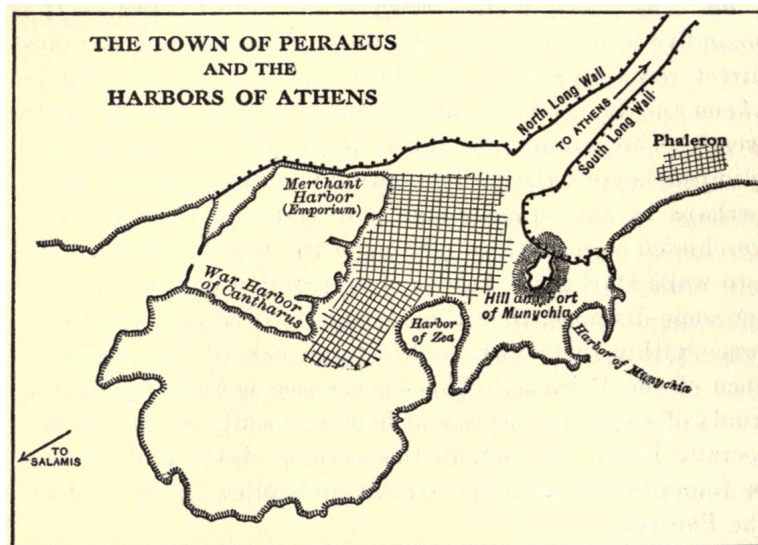 THE TOWN OF PEIRAEUS
AND THE
HARBORS OF ATHENS
North Long Wall
TO ATHENS
South Long Wall
Phaleron
Merchant
Harbor
(Emporium)
War Harbor
of Cantharus
Harbor
of Zea
Hill and Fort
of Munychia
Harbor of Munychia
TO
SALAMIS